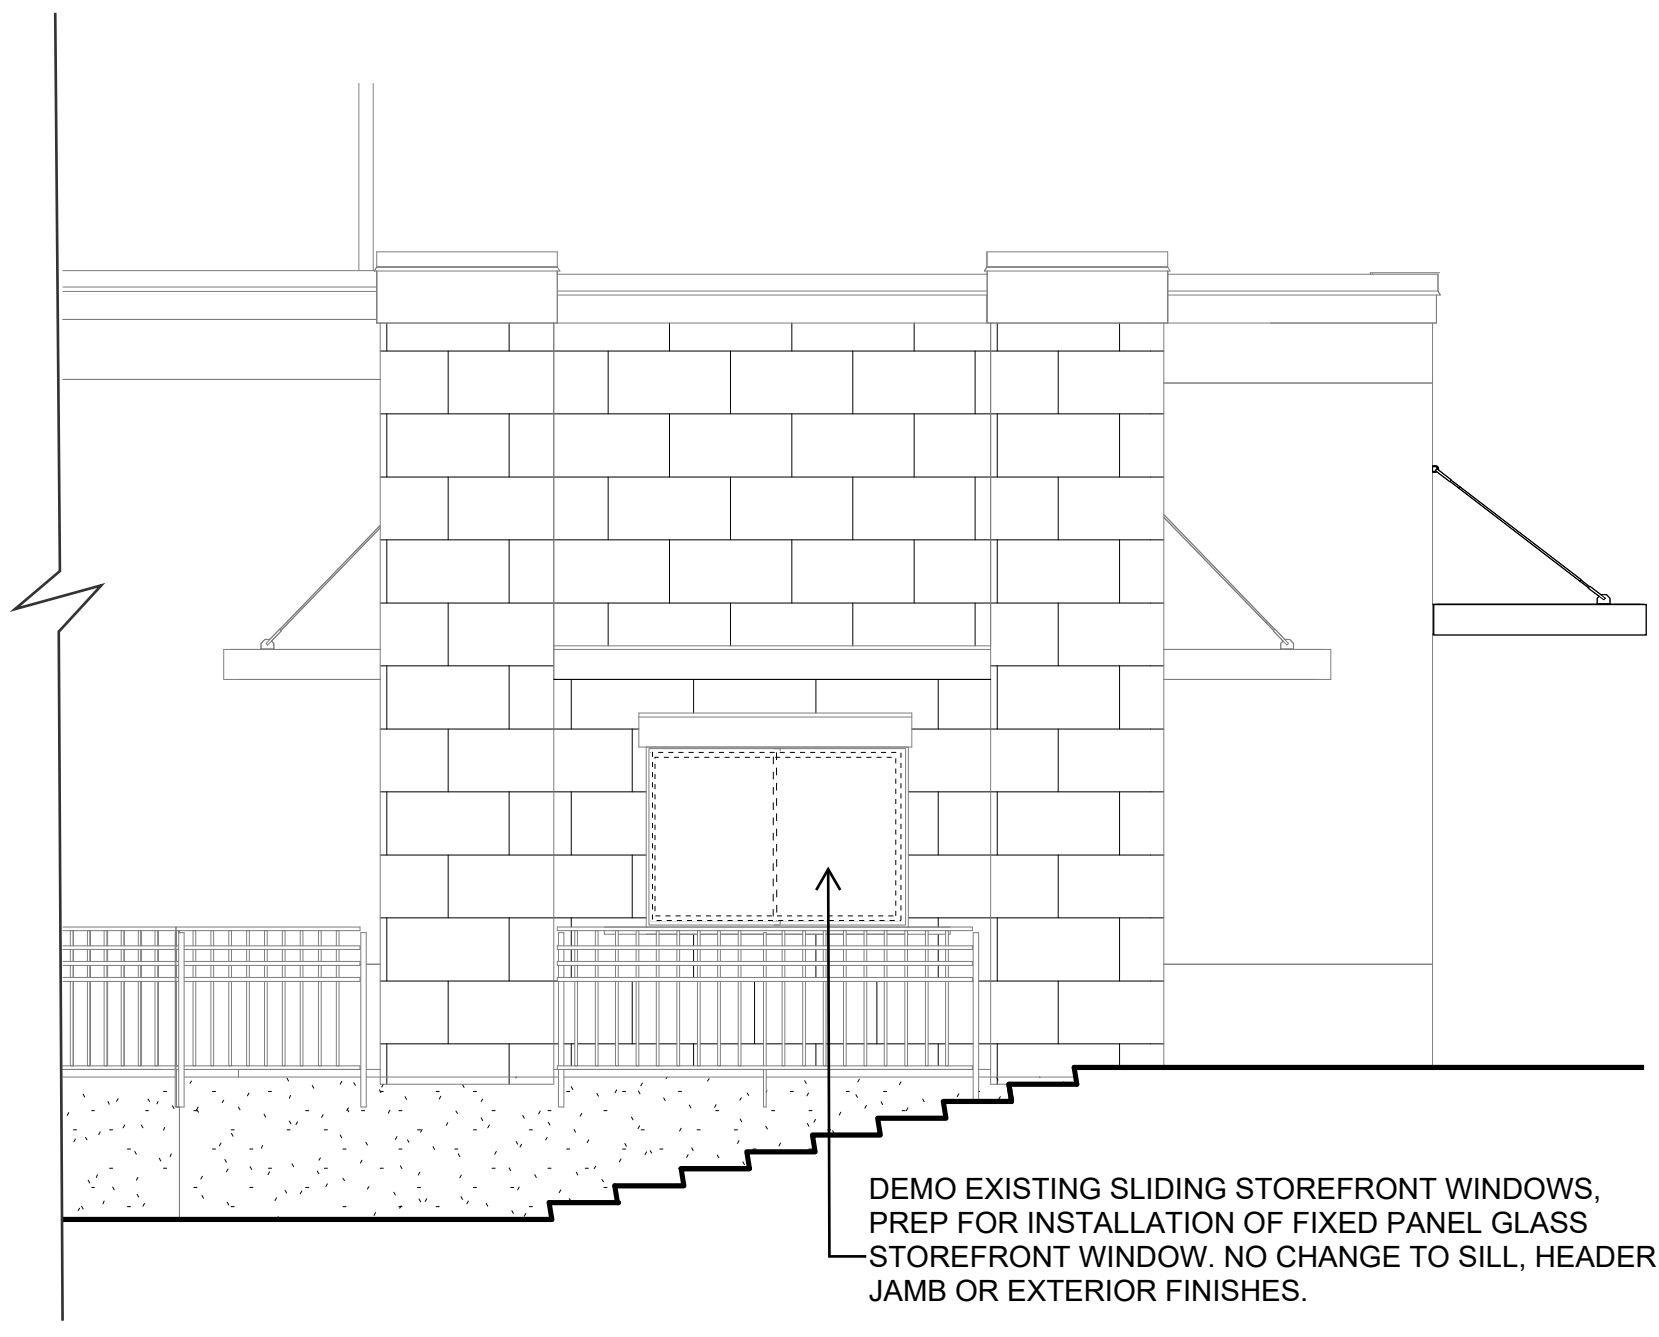 DEMO EXISTING SLIDING STOREFRONT WINDOWS,
PREP FOR INSTALLATION OF FIXED PANEL GLASS
STOREFRONT WINDOW. NO CHANGE TO SILL, HEADER
JAMB OR EXTERIOR FINISHES.